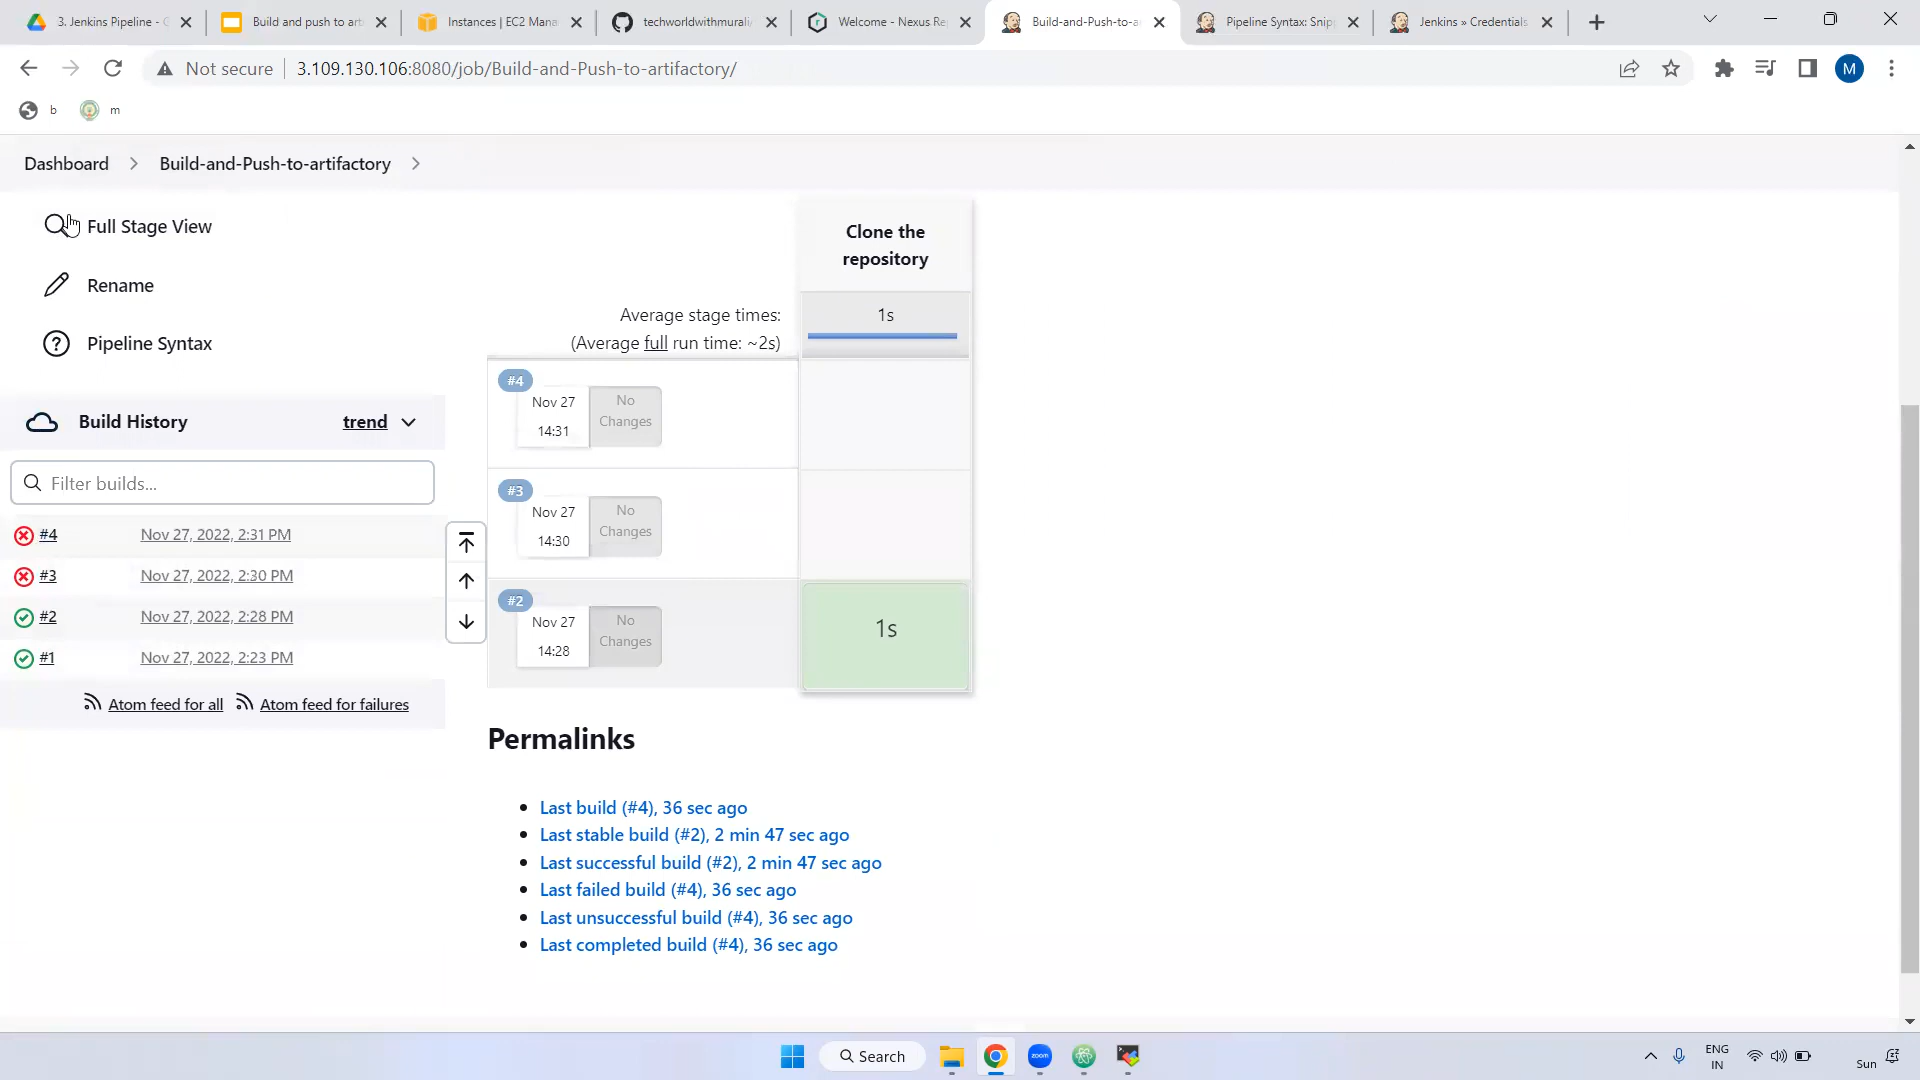 3. Jenkins Pipeline - G
Build and push to art
Instances | EC2 Mana
techworldwithmurali/
Welcome - Nexus Re
Build-and-Push-to-a
Pipeline Syntax: Snipp
Jenkins » Credentials
Not secure
3.109.130.106:8080/job/Build-and-Push-to-artifactory/
M
b
m
Dashboard
Build-and-Push-to-artifactory
Full Stage View
Rename
Pipeline Syntax
Build History
trend
Filter builds...
#4 Nov 27, 2022, 2:31 PM
#3 Nov 27, 2022, 2:30 PM
#2 Nov 27, 2022, 2:28 PM
#1 Nov 27, 2022, 2:23 PM
Atom feed for all
Atom feed for failures
Clone the
repository
Average stage times:
(Average full run time: ~2s)
1s
#4
Nov 27
14:31
No
Changes
#3
Nov 27
14:30
No
Changes
#2
Nov 27
14:28
No
Changes
1s
Permalinks
Last build (#4), 36 sec ago
Last stable build (#2), 2 min 47 sec ago
Last successful build (#2), 2 min 47 sec ago
Last failed build (#4), 36 sec ago
Last unsuccessful build (#4), 36 sec ago
Last completed build (#4), 36 sec ago
Search
zoom
ENG
IN
Sun